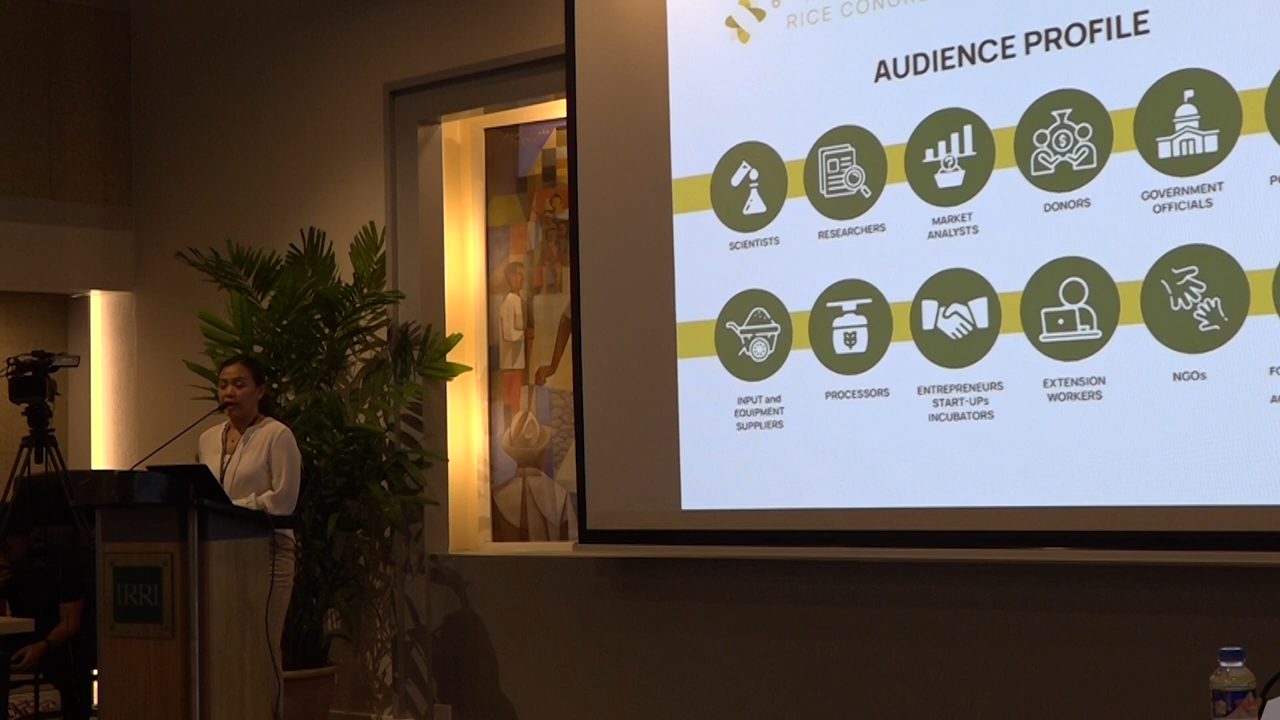 RICE CONGRE
AUDIENCE PROFILE
SCIENTISTS
RESEARCHERS
MARKET
ANALYSTS
DONORS
GOVERNMENT
OFFICIALS
INPUT and
EQUIPMENT
SUPPLIERS
PROCESSORS
ENTREPRENEURS
START-UPs
INCUBATORS
EXTENSION
WORKERS
NGOs
IRRI